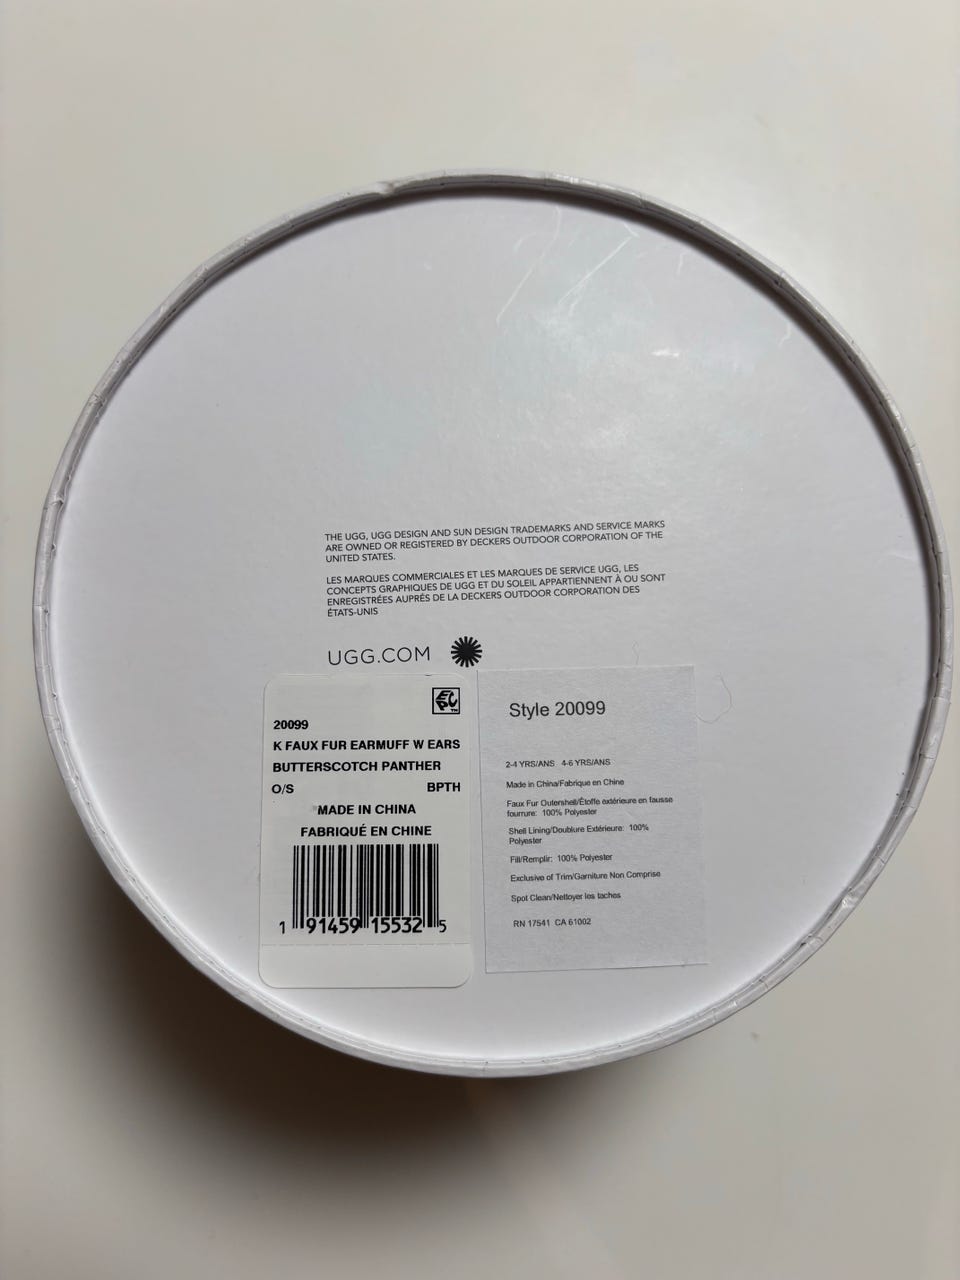 THE UGG, UGG DESIGN AND SUN DESIGN TRADEMARKS AND SERVICE MARKS
ARE OWNED OR REGISTERED BY DECKERS OUTDOOR CORPORATION OF THE
UNITED STATES.
LES MARQUES COMMERCIALES ET LES MARQUES DE SERVICE UGG, LES
CONCEPTS GRAPHIQUES DE UGG ET DU SOLEIL APPARTIENNENT À OU SONT
ENREGISTRÉES AUPRÈS DE LA DECKERS OUTDOOR CORPORATION DES
ÉTATS-UNIS
UGG.COM
EPC™
20099
K FAUX FUR EARMUFF W EARS
BUTTERSCOTCH PANTHER
O/S BPTH
MADE IN CHINA
FABRIQUÉ EN CHINE
1 91459 15532 5
Style 20099
2-4 YRS/ANS 4-6 YRS/ANS
Made in China/Fabrique en Chine
Faux Fur Outershell/Étoffe extérieure en fausse
fourrure: 100% Polyester
Shell Lining/Doublure Extérieure: 100%
Polyester
Fill/Remplir: 100% Polyester
Exclusive of Trim/Garniture Non Comprise
Spot Clean/Nettoyer les taches
RN 17541 CA 61002